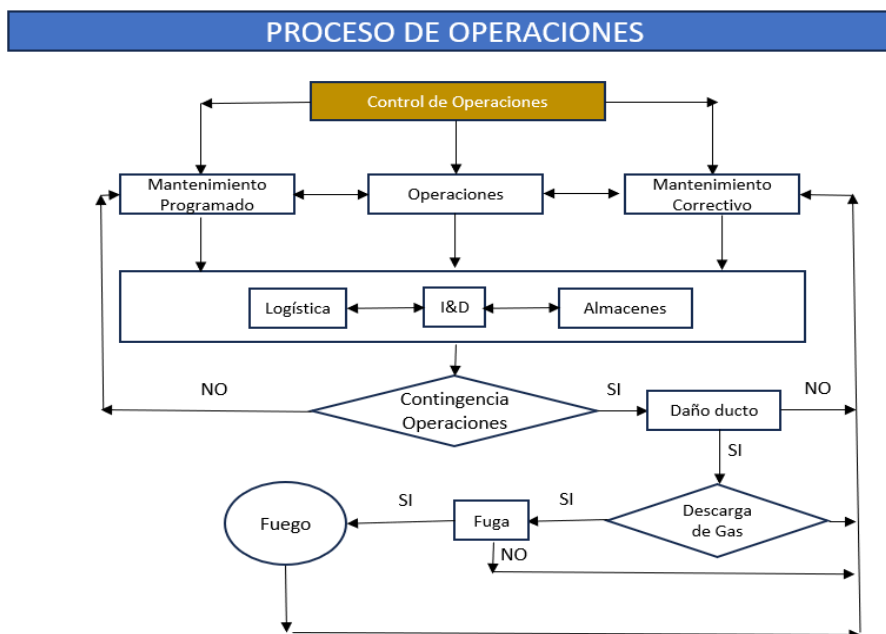 PROCESO DE OPERACIONES
Control de Operaciones
Mantenimiento
Programado
Operaciones
Mantenimiento
Correctivo
Logística
I&D
Almacenes
NO
Contingencia
Operaciones
SI
Daño ducto
NO
SI
Fuego
SI
Fuga
SI
Descarga
de Gas
NO